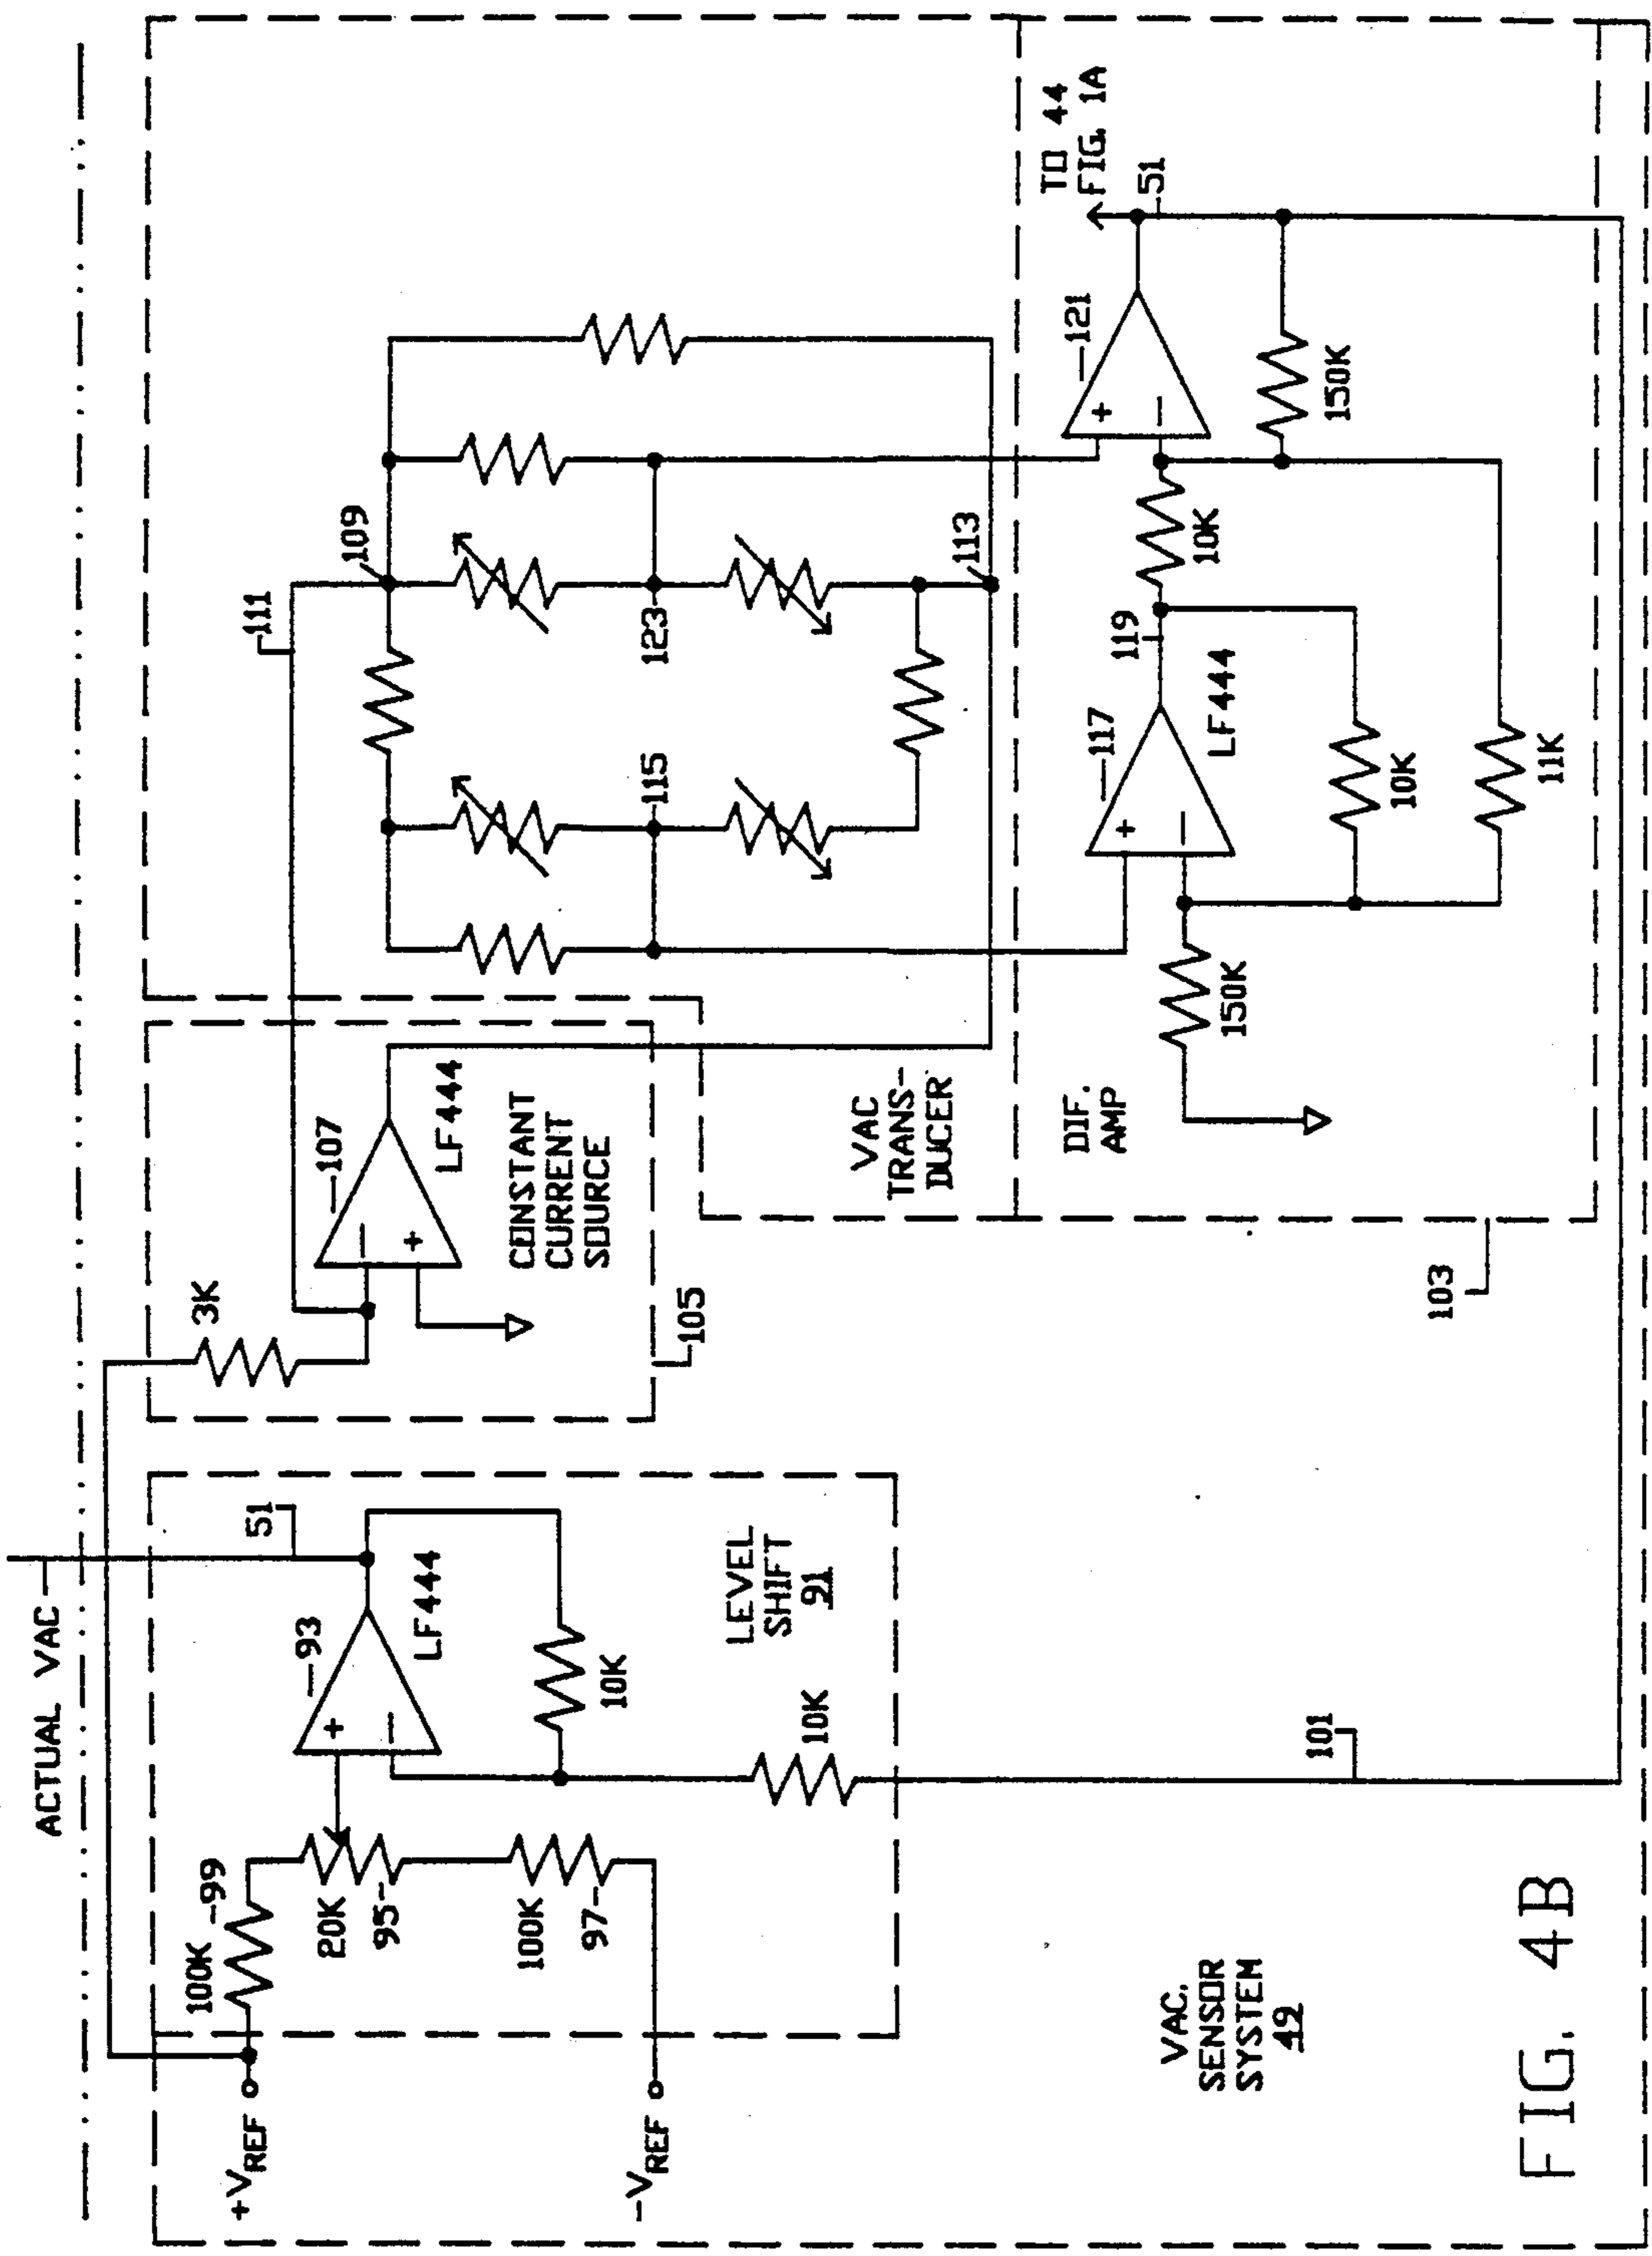 ACTUAL VAC
+VREF
100K
99
20K
95
100K
97
-VREF
93
LF444
51
10K
10K
LEVEL
SHIFT
91
101
3K
107
LF444
CONSTANT
CURRENT
SOURCE
105
111
109
115
123
113
VAC
TRANS-
DUCER
DIF.
AMP
150K
117
LF444
119
10K
11K
10K
121
150K
51
TO 44
FIG. 1A
103
VAC.
SENSOR
SYSTEM
49
FIG. 4B